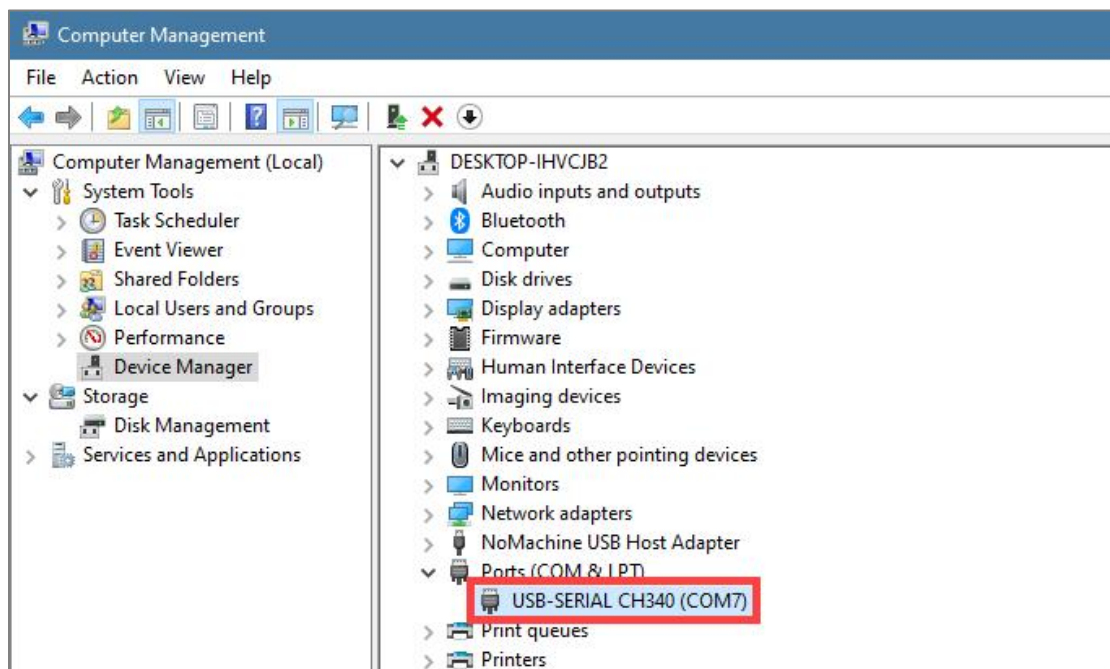 Computer Management
File Action View Help
Computer Management (Local)
System Tools
Task Scheduler
Event Viewer
Shared Folders
Local Users and Groups
Performance
Device Manager
Storage
Disk Management
Services and Applications
DESKTOP-IHVCJB2
Audio inputs and outputs
Bluetooth
Computer
Disk drives
Display adapters
Firmware
Human Interface Devices
Imaging devices
Keyboards
Mice and other pointing devices
Monitors
Network adapters
NoMachine USB Host Adapter
Ports (COM & LPT)
USB-SERIAL CH340 (COM7)
Print queues
Printers